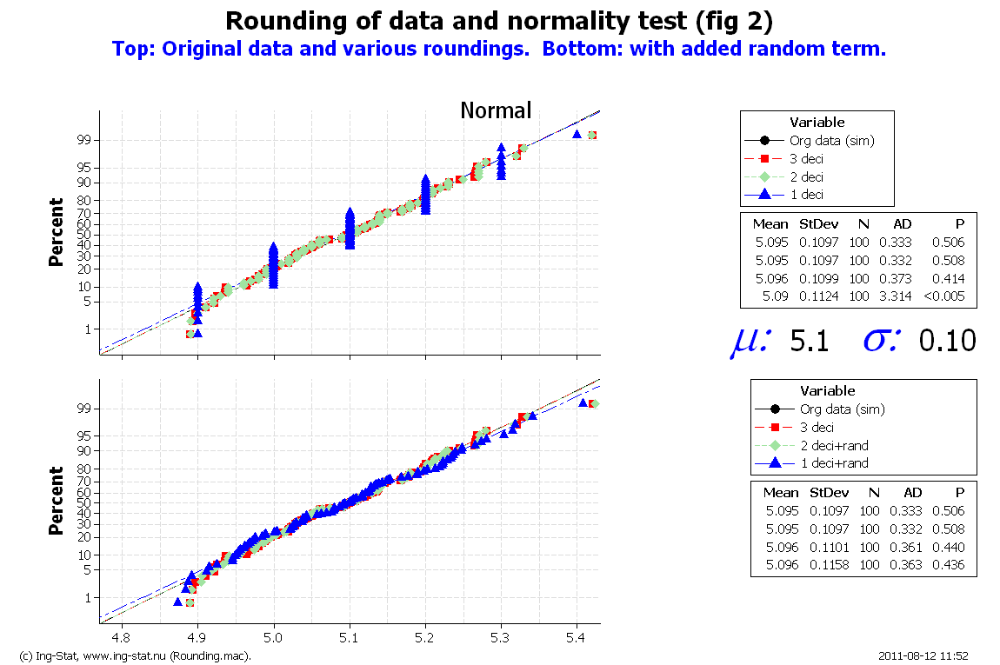 Rounding of data and normality test (fig 2)
Top: Original data and various roundings.  Bottom: with added random term.
Normal
Percent
99
95
90
80
70
60
50
40
30
20
10
5
1
Variable
Org data (sim)
3 deci
2 deci
1 deci
Mean StDev N AD P
5.095 0.1097 100 0.333 0.506
5.095 0.1097 100 0.332 0.508
5.096 0.1099 100 0.373 0.414
5.09 0.1124 100 3.314 <0.005
μ: 5.1 σ: 0.10
Percent
99
95
90
80
70
60
50
40
30
20
10
5
1
4.8 4.9 5.0 5.1 5.2 5.3 5.4
Variable
Org data (sim)
3 deci
2 deci+rand
1 deci+rand
Mean StDev N AD P
5.095 0.1097 100 0.333 0.506
5.095 0.1097 100 0.332 0.508
5.096 0.1101 100 0.361 0.440
5.096 0.1158 100 0.363 0.436
(c) Ing-Stat, www.ing-stat.nu (Rounding.mac).
2011-08-12 11:52